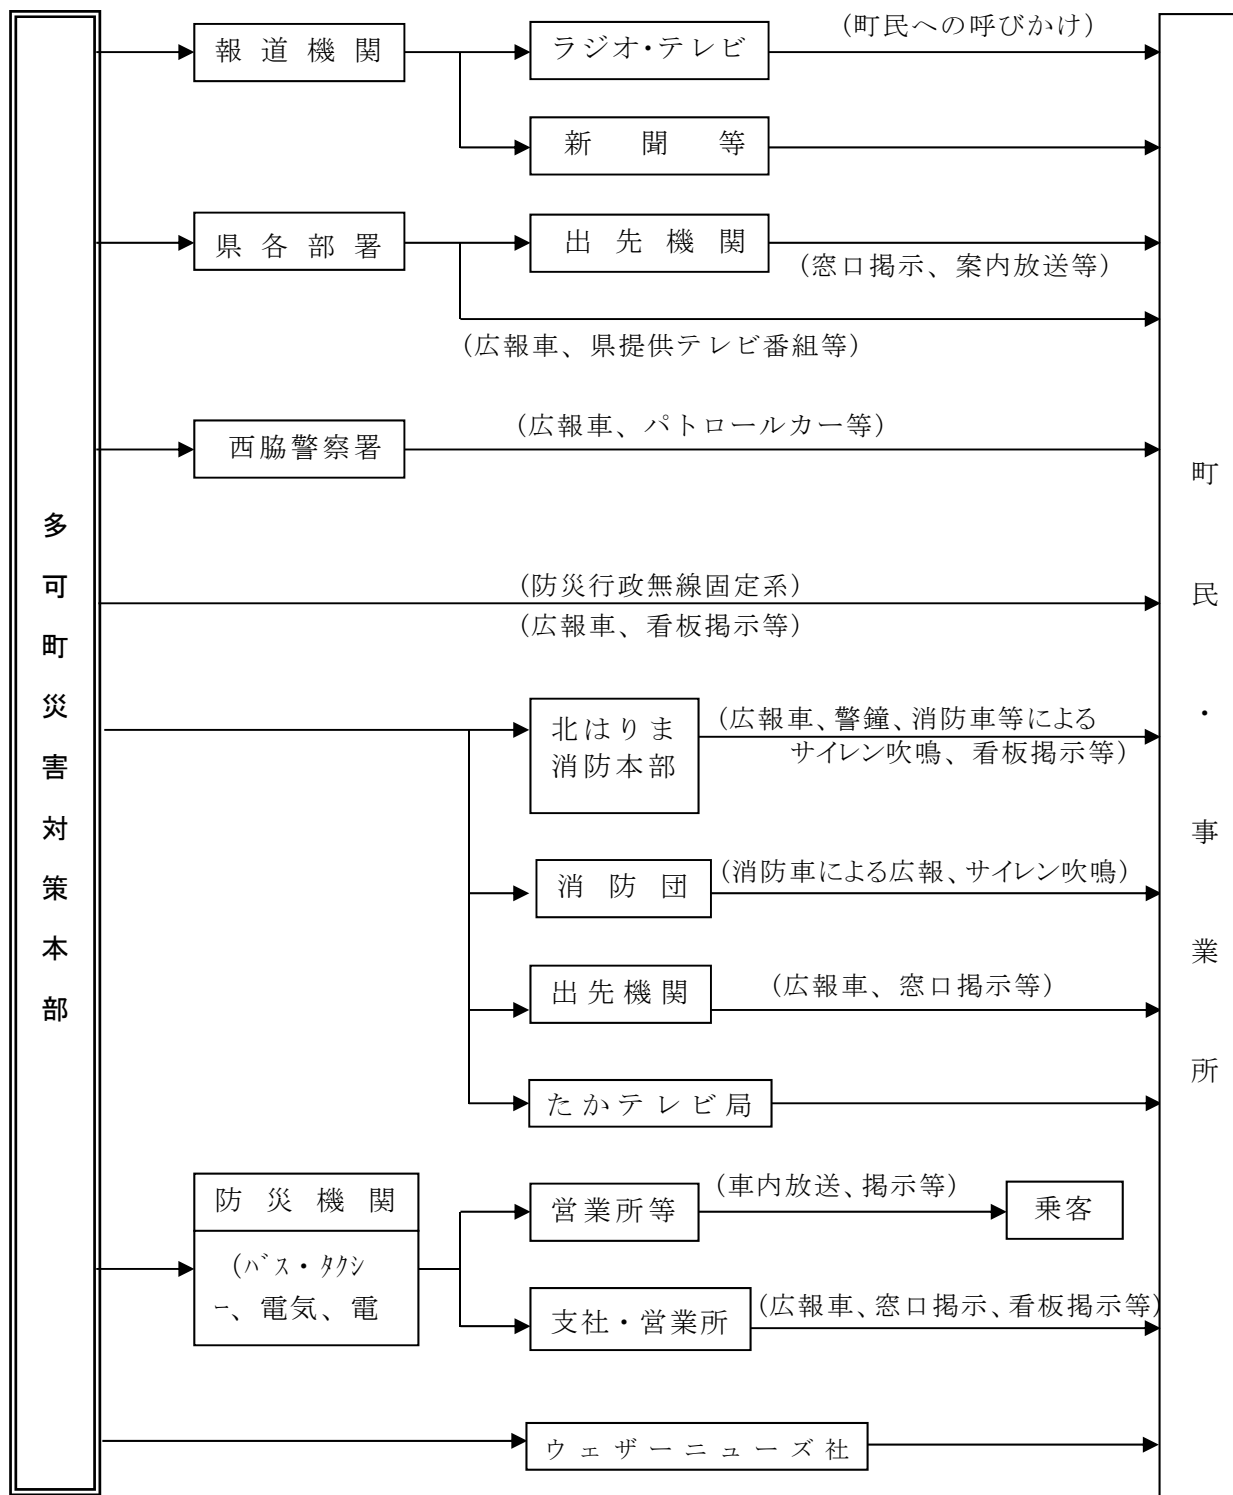 多可町災害対策本部
報道機関
ラジオ・テレビ
(町民への呼びかけ)
新聞等
県各部署
出先機関
(窓口掲示、案内放送等)
(広報車、県提供テレビ番組等)
西脇警察署
(広報車、パトロールカー等)
(防災行政無線固定系)
(広報車、看板掲示等)
北はりま
消防本部
(広報車、警鐘、消防車等による
サイレン吹鳴、看板掲示等)
消防団
(消防車による広報、サイレン吹鳴)
出先機関
(広報車、窓口掲示等)
たかテレビ局
防災機関
(ﾊﾞｽ・ﾀｸｼ
ｰ、電気、電
営業所等
(車内放送、掲示等)
乗客
支社・営業所
(広報車、窓口掲示、看板掲示等)
ウェザーニューズ社
町民・事業所